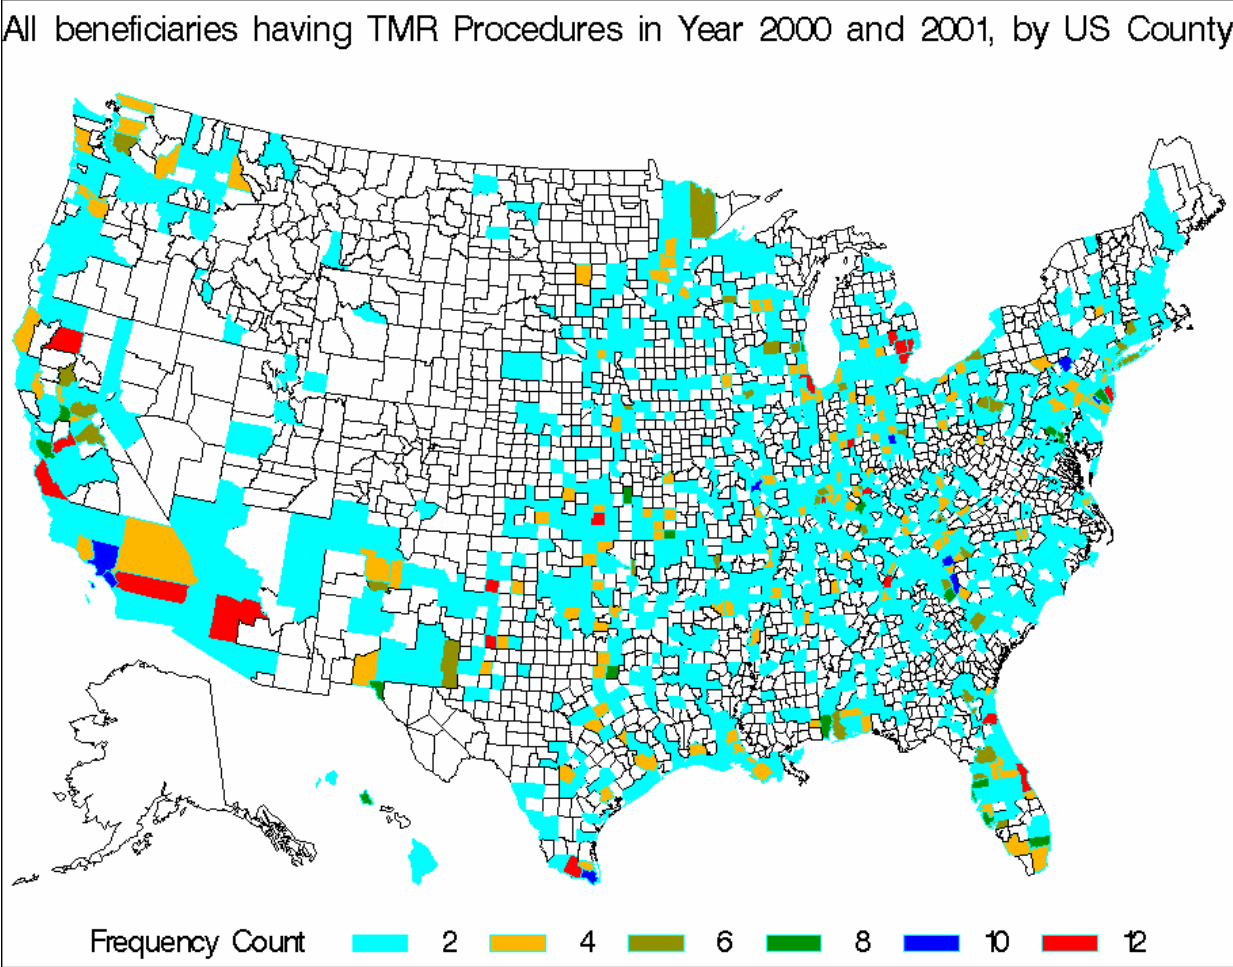 All beneficiaries having TMR Procedures in Year 2000 and 2001, by US County
Frequency Count 2 4 6 8 10 12